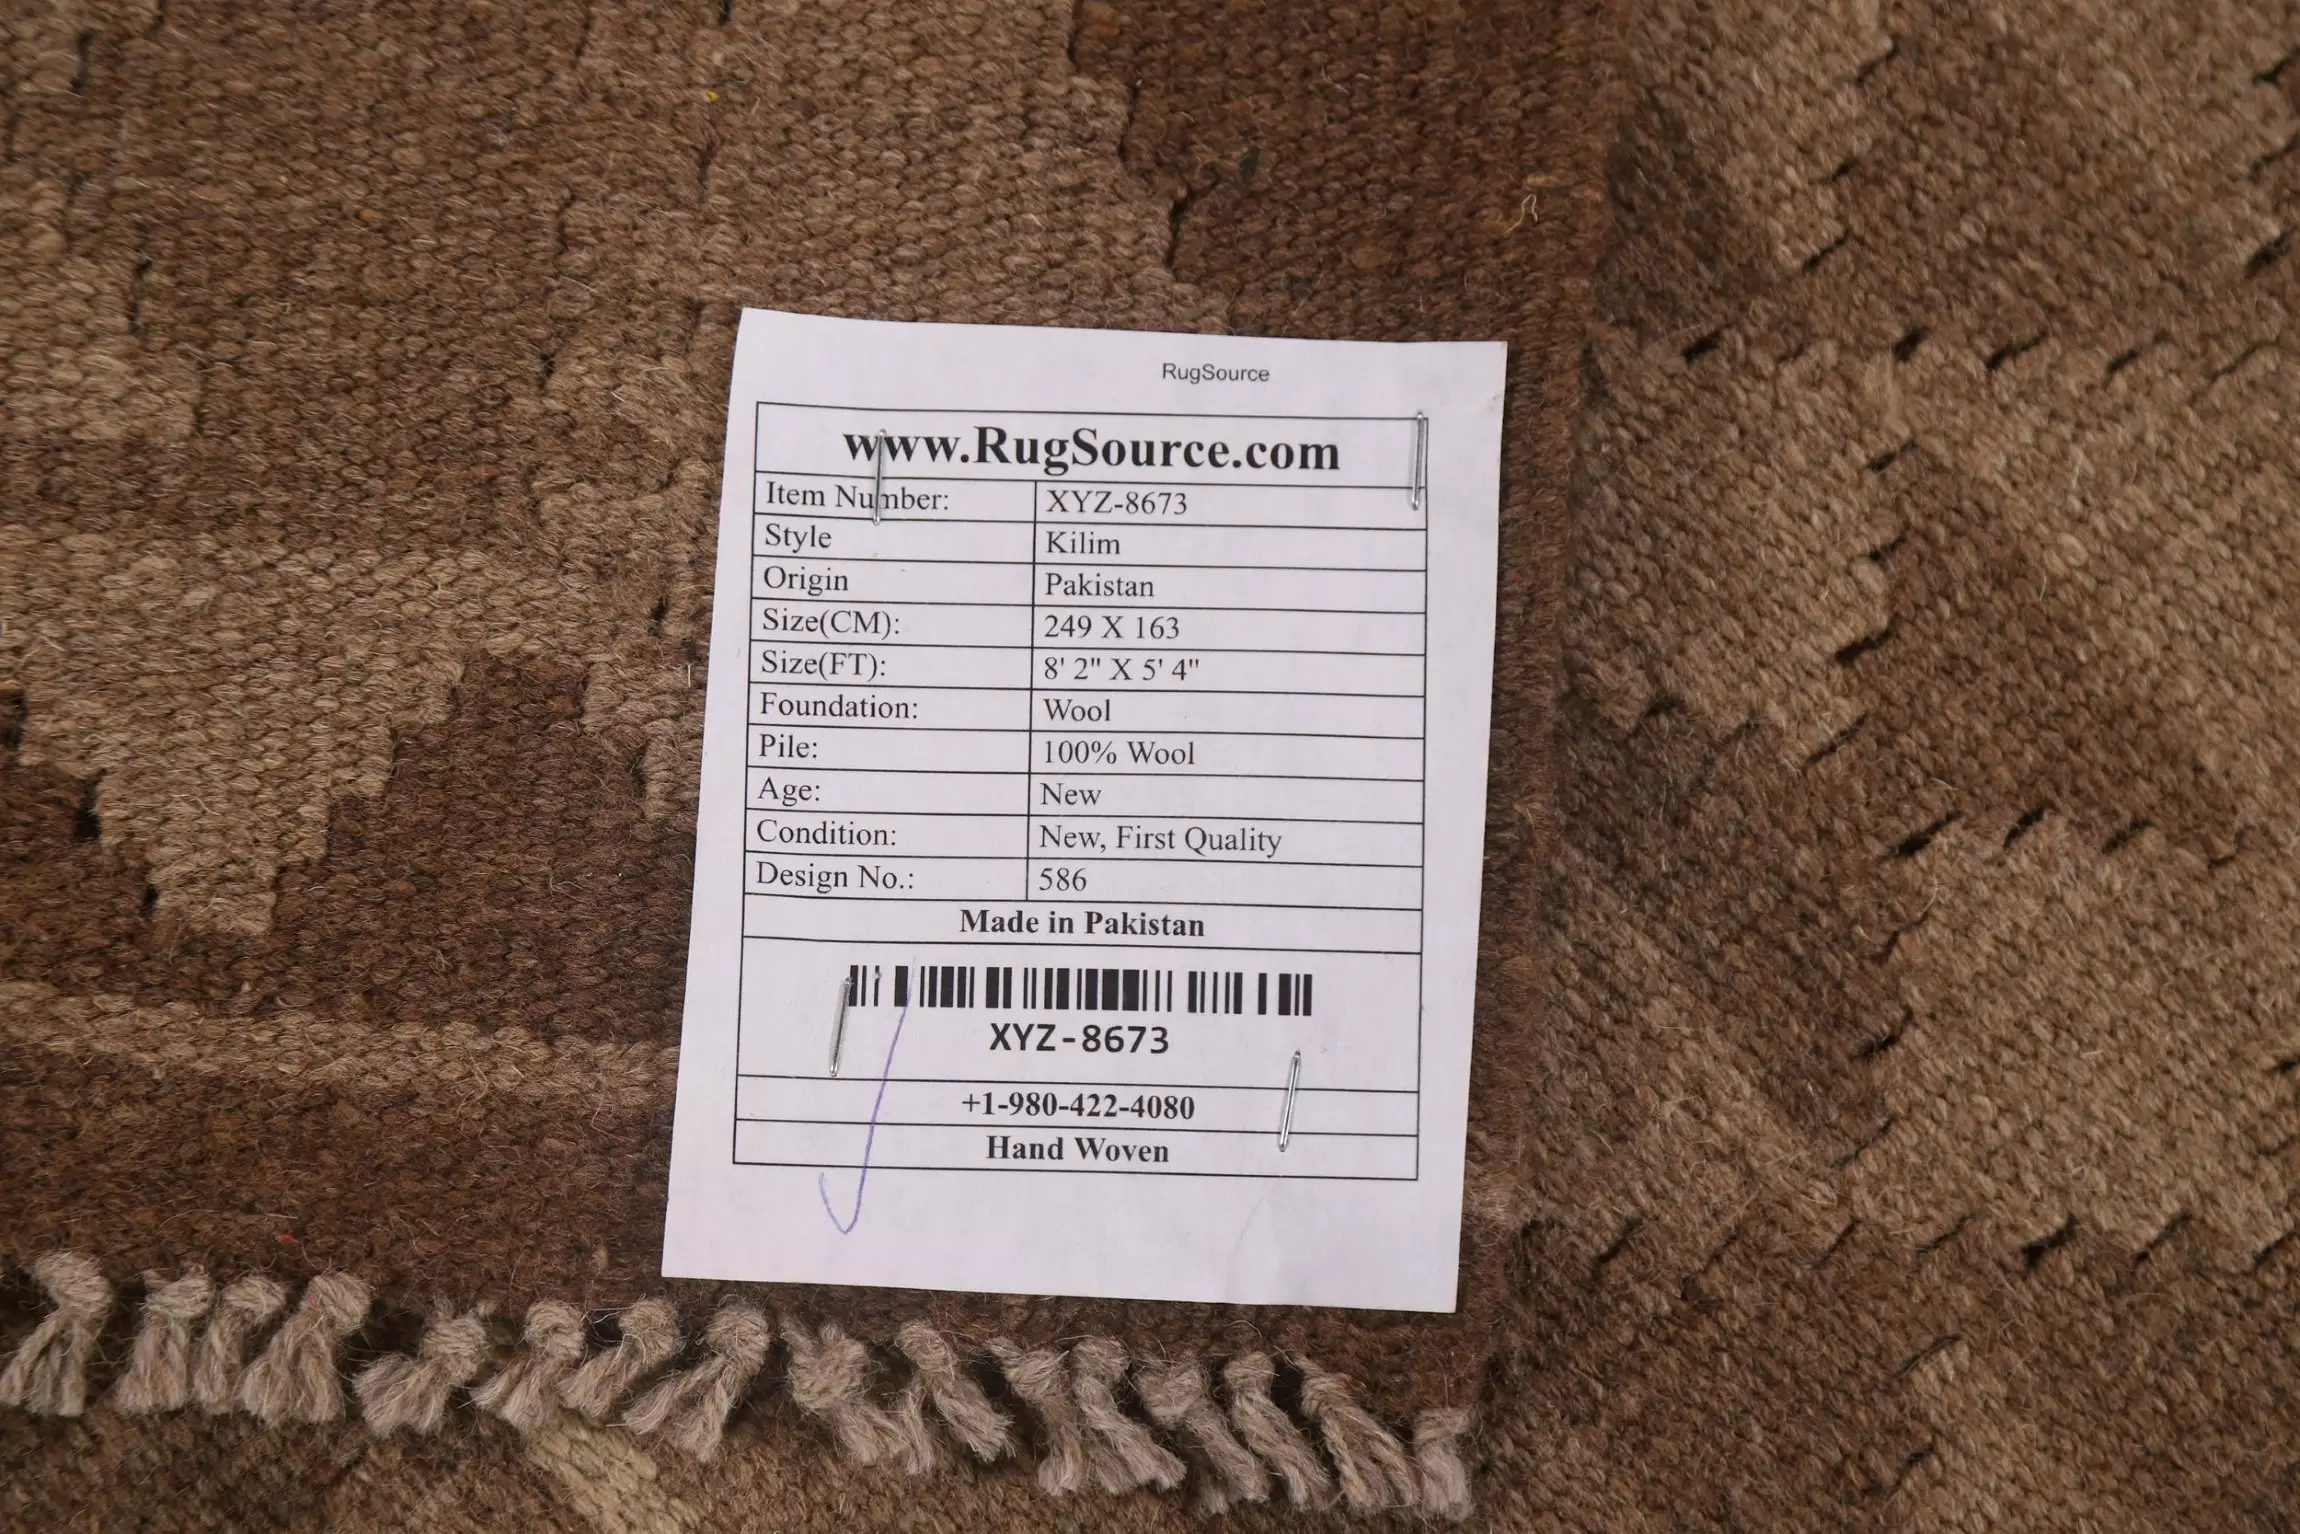 RugSource
www.RugSource.com
Item Number: XYZ-8673
Style Kilim
Origin Pakistan
Size(CM): 249 X 163
Size(FT): 8' 2" X 5' 4"
Foundation: Wool
Pile: 100% Wool
Age: New
Condition: New, First Quality
Design No.: 586
Made in Pakistan
XYZ-8673
+1-980-422-4080
Hand Woven